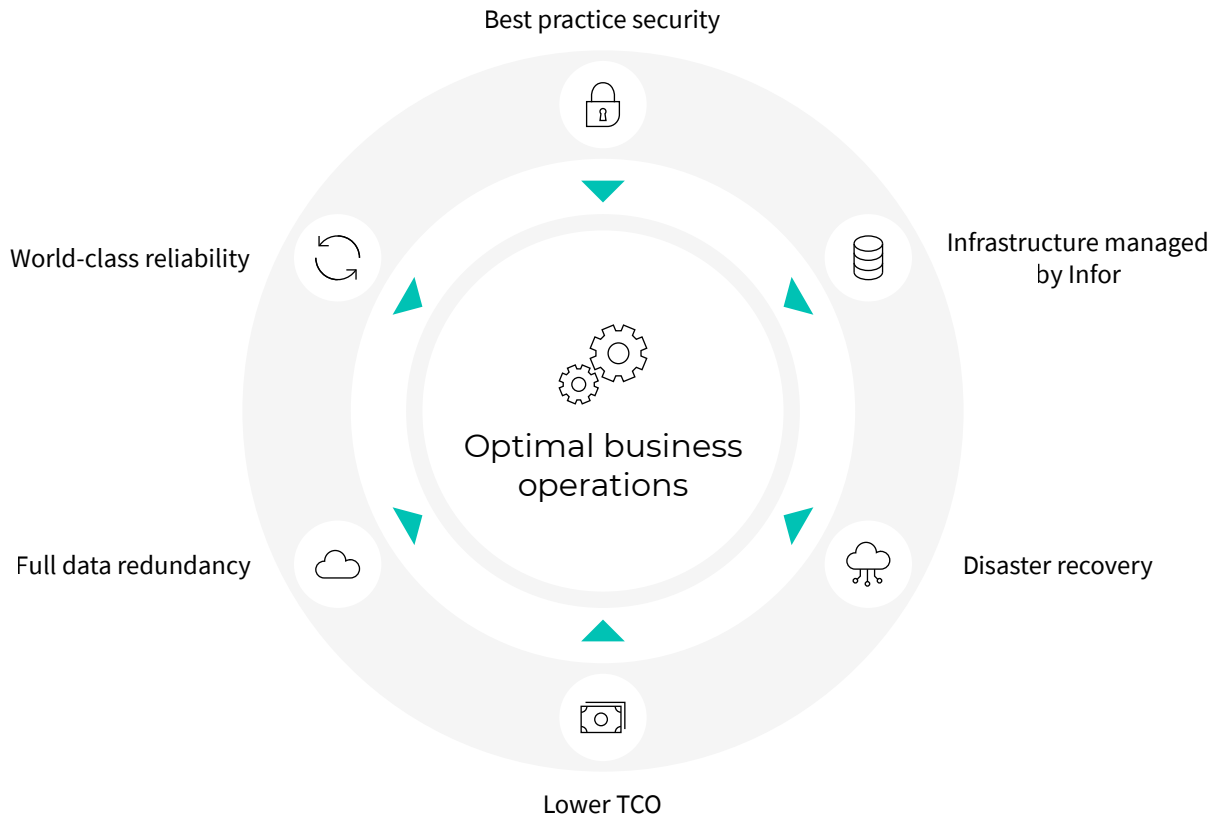 Best practice security
World-class reliability
Infrastructure managed
by Infor
Optimal business
operations
Full data redundancy
Disaster recovery
Lower TCO